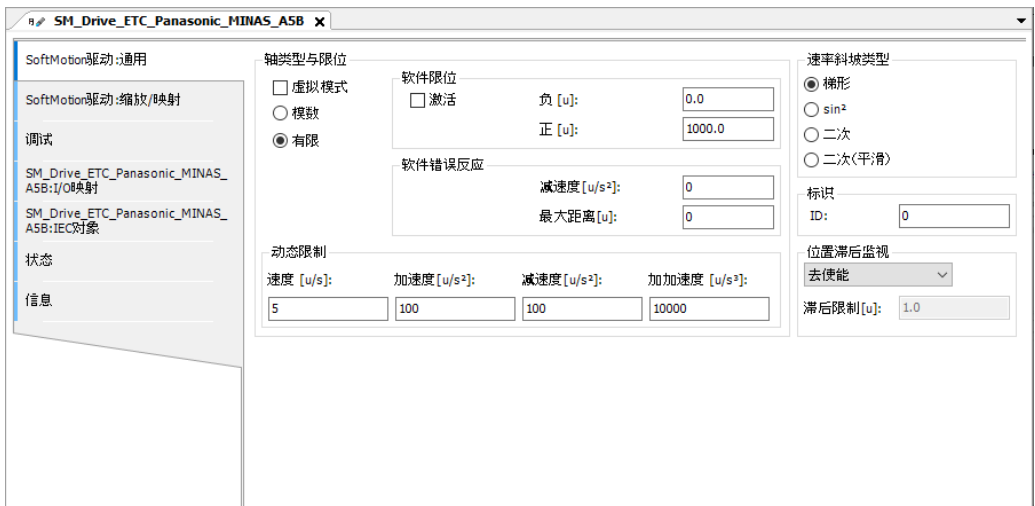 SM_Drive_ETC_Panasonic_MINAS_A5B X
SoftMotion驱动:通用
SoftMotion驱动:缩放/映射
调试
SM_Drive_ETC_Panasonic_MINAS_
A5B:I/O映射
SM_Drive_ETC_Panasonic_MINAS_
A5B:IEC对象
状态
信息
轴类型与限位
虚拟模式
模数
有限
软件限位
激活
负 [u]: 0.0
正 [u]: 1000.0
软件错误反应
减速度[u/s²]: 0
最大距离[u]: 0
动态限制
速度 [u/s]: 加速度[u/s²]: 减速度[u/s²]: 加加速度 [u/s³]:
5 100 100 10000
速率斜坡类型
梯形
sin²
二次
二次(平滑)
标识
ID: 0
位置滞后监视
去使能
滞后限制[u]: 1.0